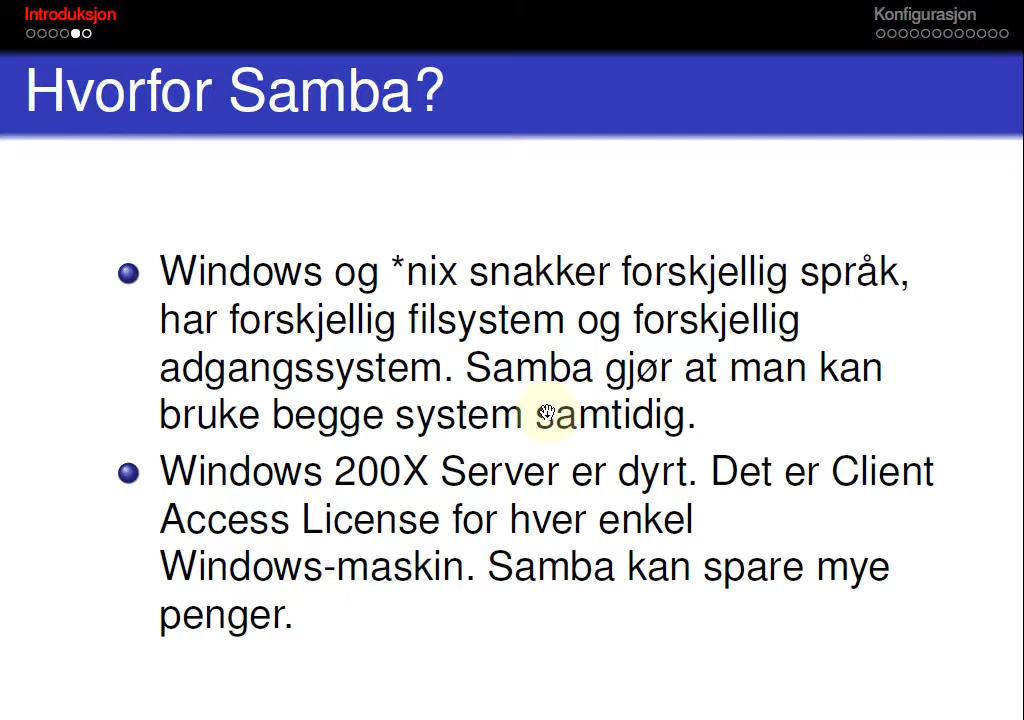 Introduksjon
Konfigurasjon
Hvorfor Samba?
Windows og *nix snakker forskjellig språk,
har forskjellig filsystem og forskjellig
adgangssystem. Samba gjør at man kan
bruke begge system samtidig.
Windows 200X Server er dyrt. Det er Client
Access License for hver enkel
Windows-maskin. Samba kan spare mye
penger.